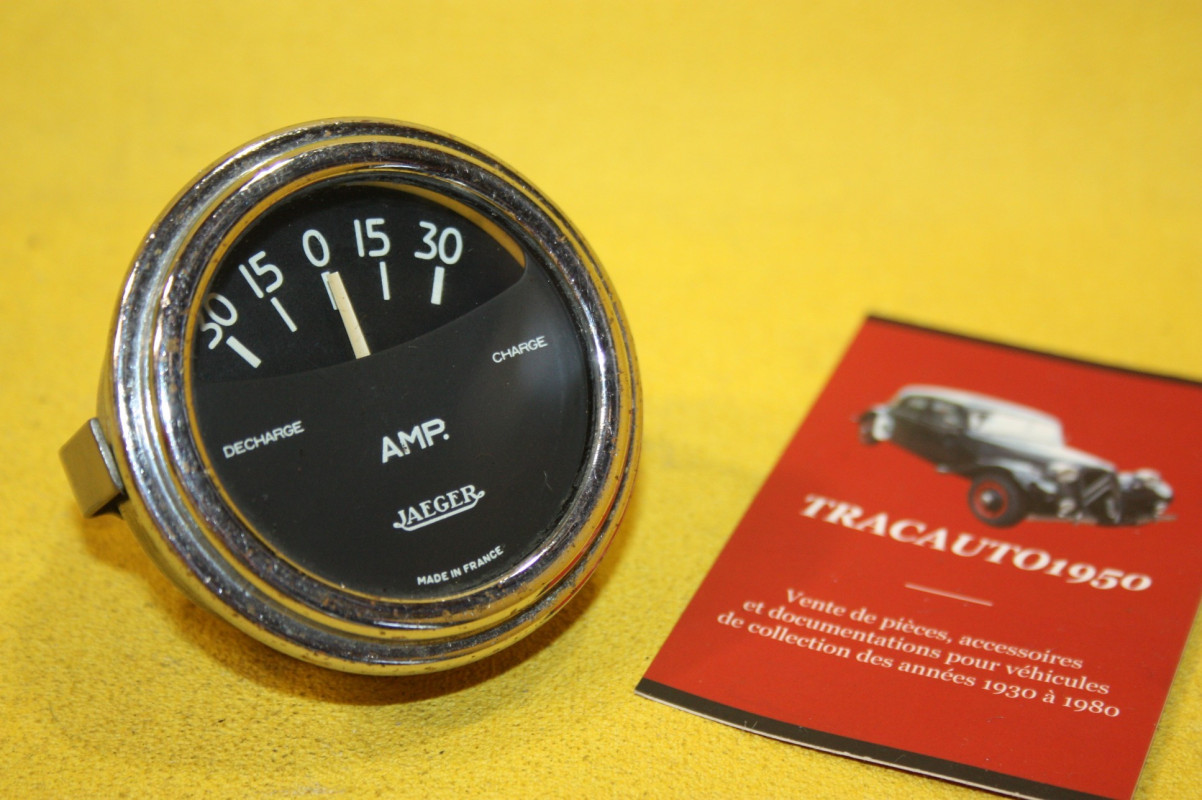 30 15 0 15 30
DECHARGE
CHARGE
AMP.
JAEGER
MADE IN FRANCE
TRACAUTO1950
Vente de pièces, accessoires
et documentations pour véhicules
de collection des années 1930 à 1980